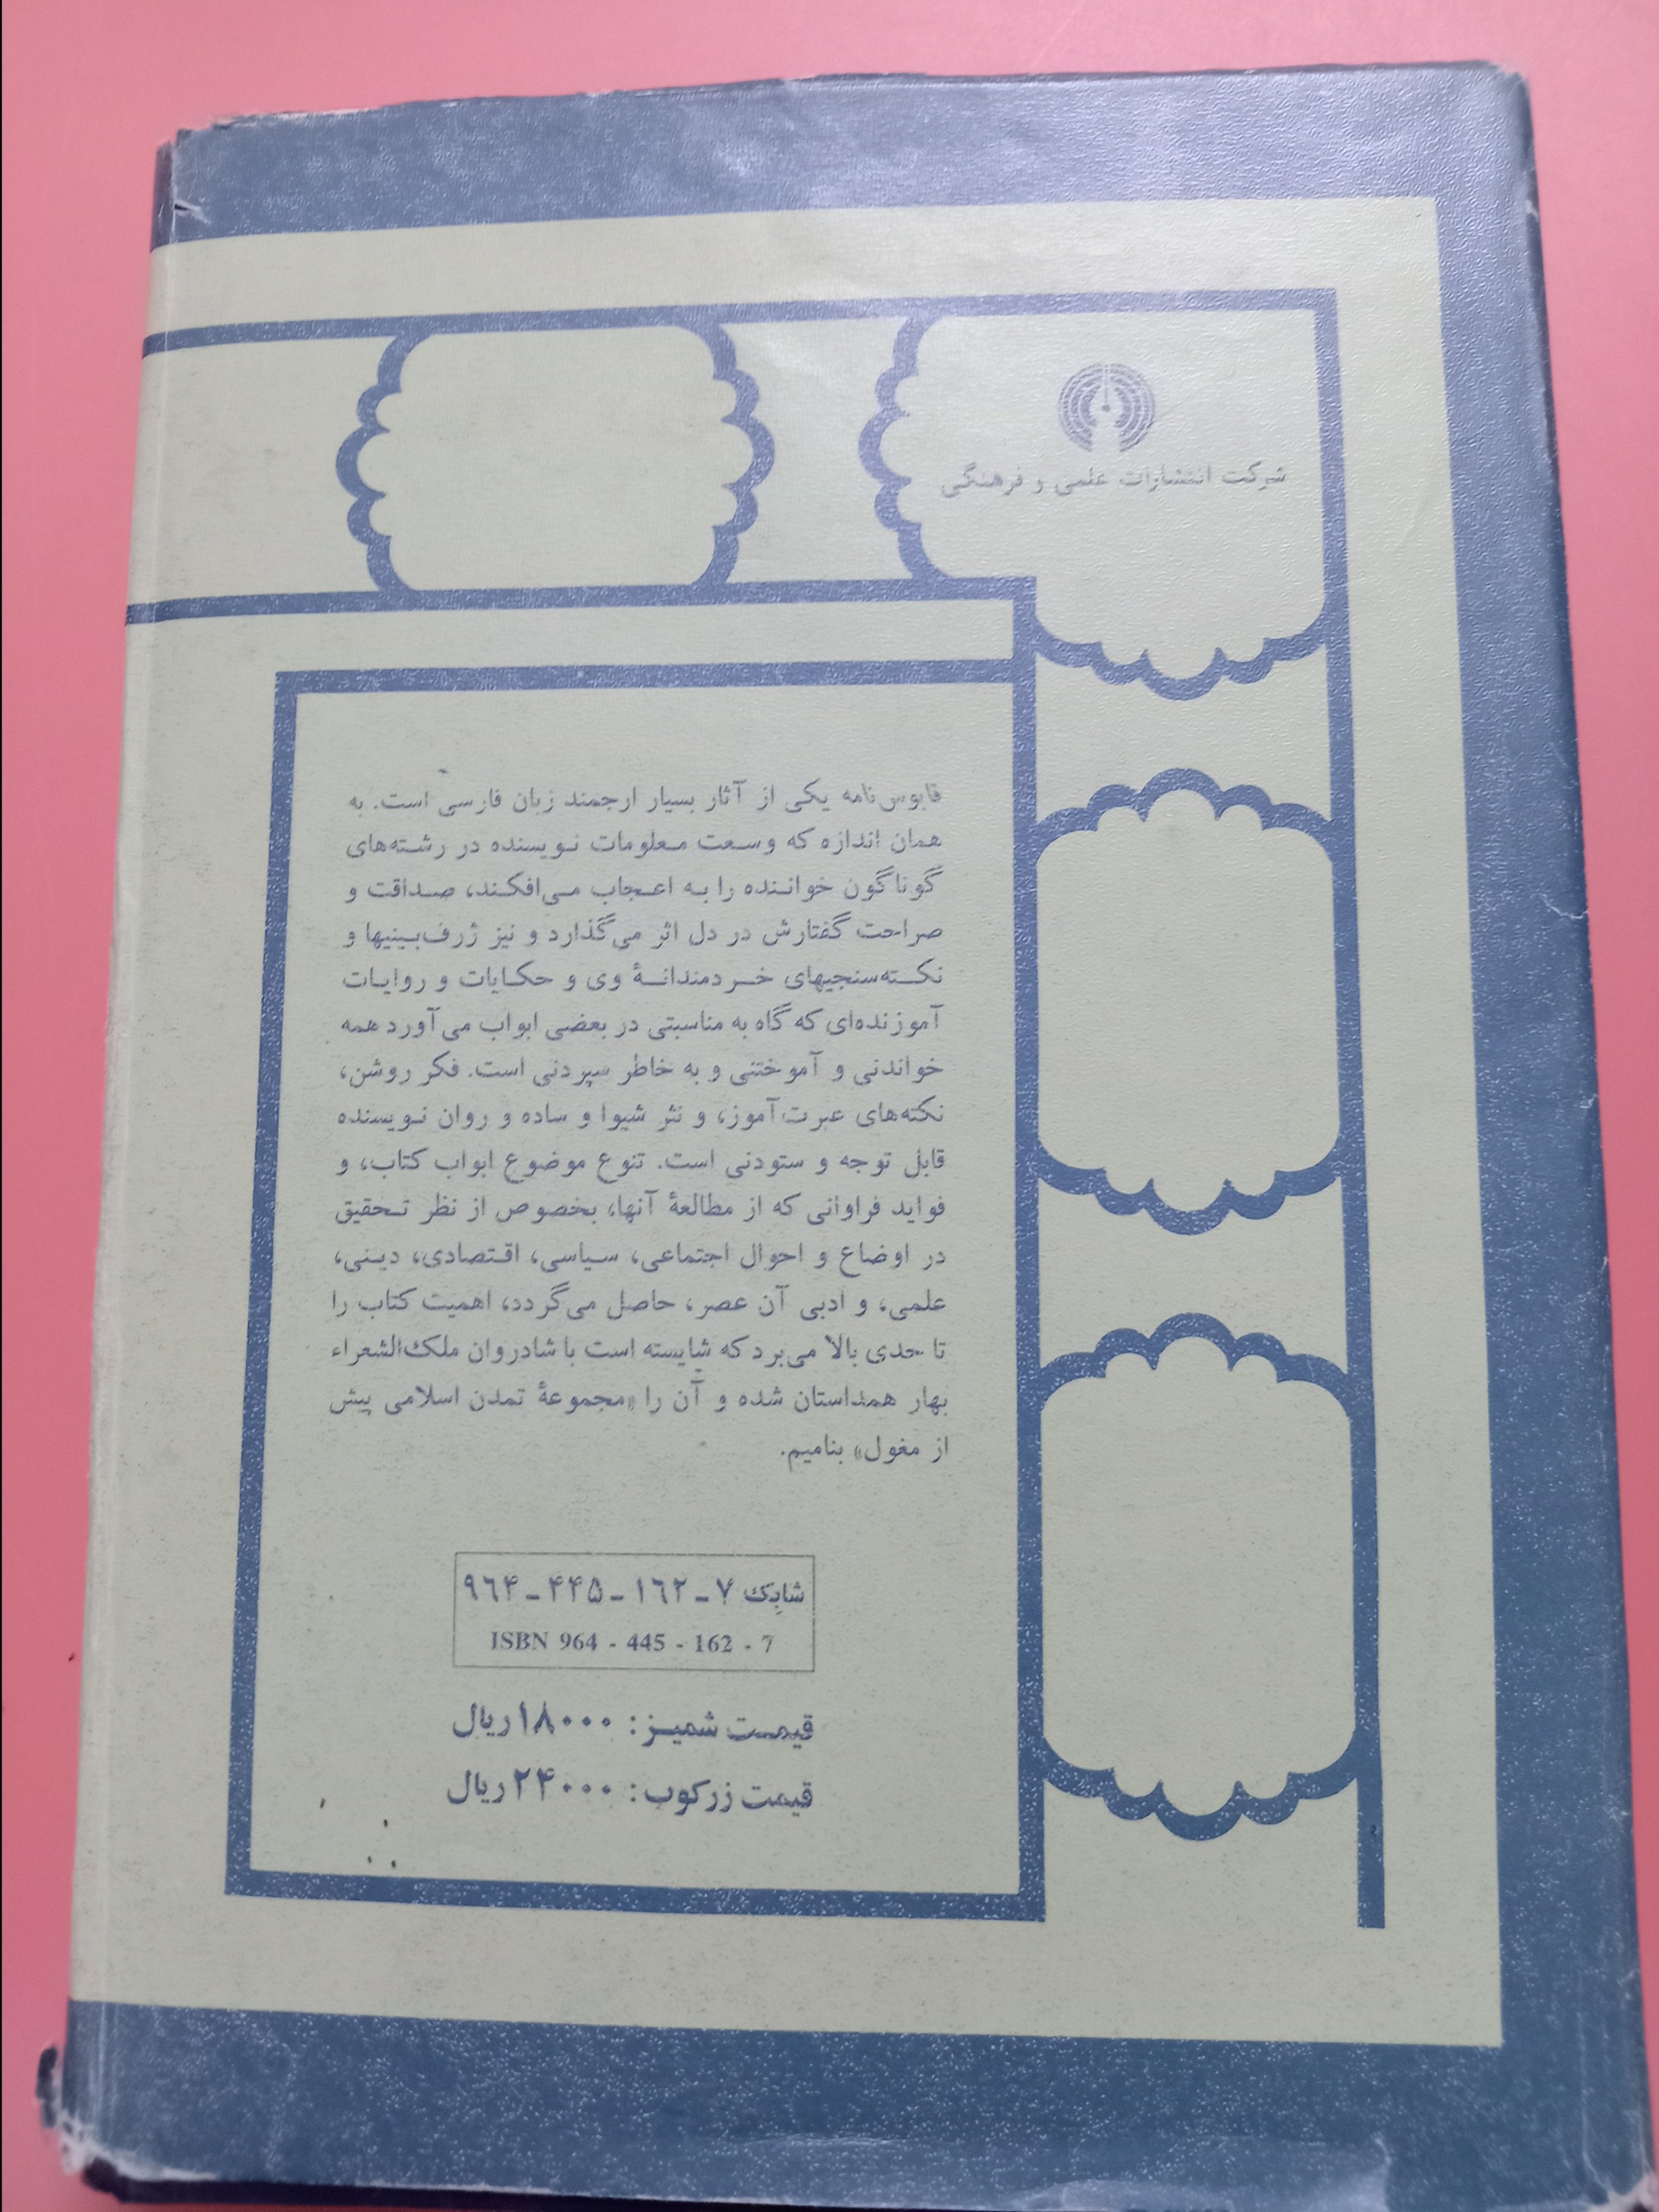 شرکت انتشارات علمی و فرهنگی
قابوس‌نامه یکی از آثار بسیار ارجمند زبان فارسی است. به
همان اندازه که وسعت معلومات نویسنده در رشته‌های
گوناگون خواننده را به اعجاب می‌افکند، صداقت و
صراحت گفتارش در دل اثر می‌گذارد و نیز ژرف‌بینیها و
نکته‌سنجیهای خردمندانهٔ وی و حکایات و روایات
آموزنده‌ای که گاه به مناسبتی در بعضی ابواب می‌آورد همه
خواندنی و آموختنی و به خاطر سپردنی است. فکر روشن،
نکته‌های عبرت‌آموز، و نثر شیوا و ساده و روان نویسنده
قابل توجه و ستودنی است. تنوع موضوع ابواب کتاب، و
فواید فراوانی که از مطالعهٔ آنها، بخصوص از نظر تحقیق
در اوضاع و احوال اجتماعی، سیاسی، اقتصادی، دینی،
علمی، و ادبی آن عصر، حاصل می‌گردد، اهمیت کتاب را
تا حدی بالا می‌برد که شایسته است با شادروان ملک‌الشعراء
بهار همداستان شده و آن را «مجموعهٔ تمدن اسلامی پیش
از مغول» بنامیم.
شابک ۷-۱۶۲-۴۴۵-۹۶۴
ISBN 964 - 445 - 162 - 7
قیمت شمیز: ۱۸۰۰۰ ریال
قیمت زرکوب: ۲۴۰۰۰ ریال